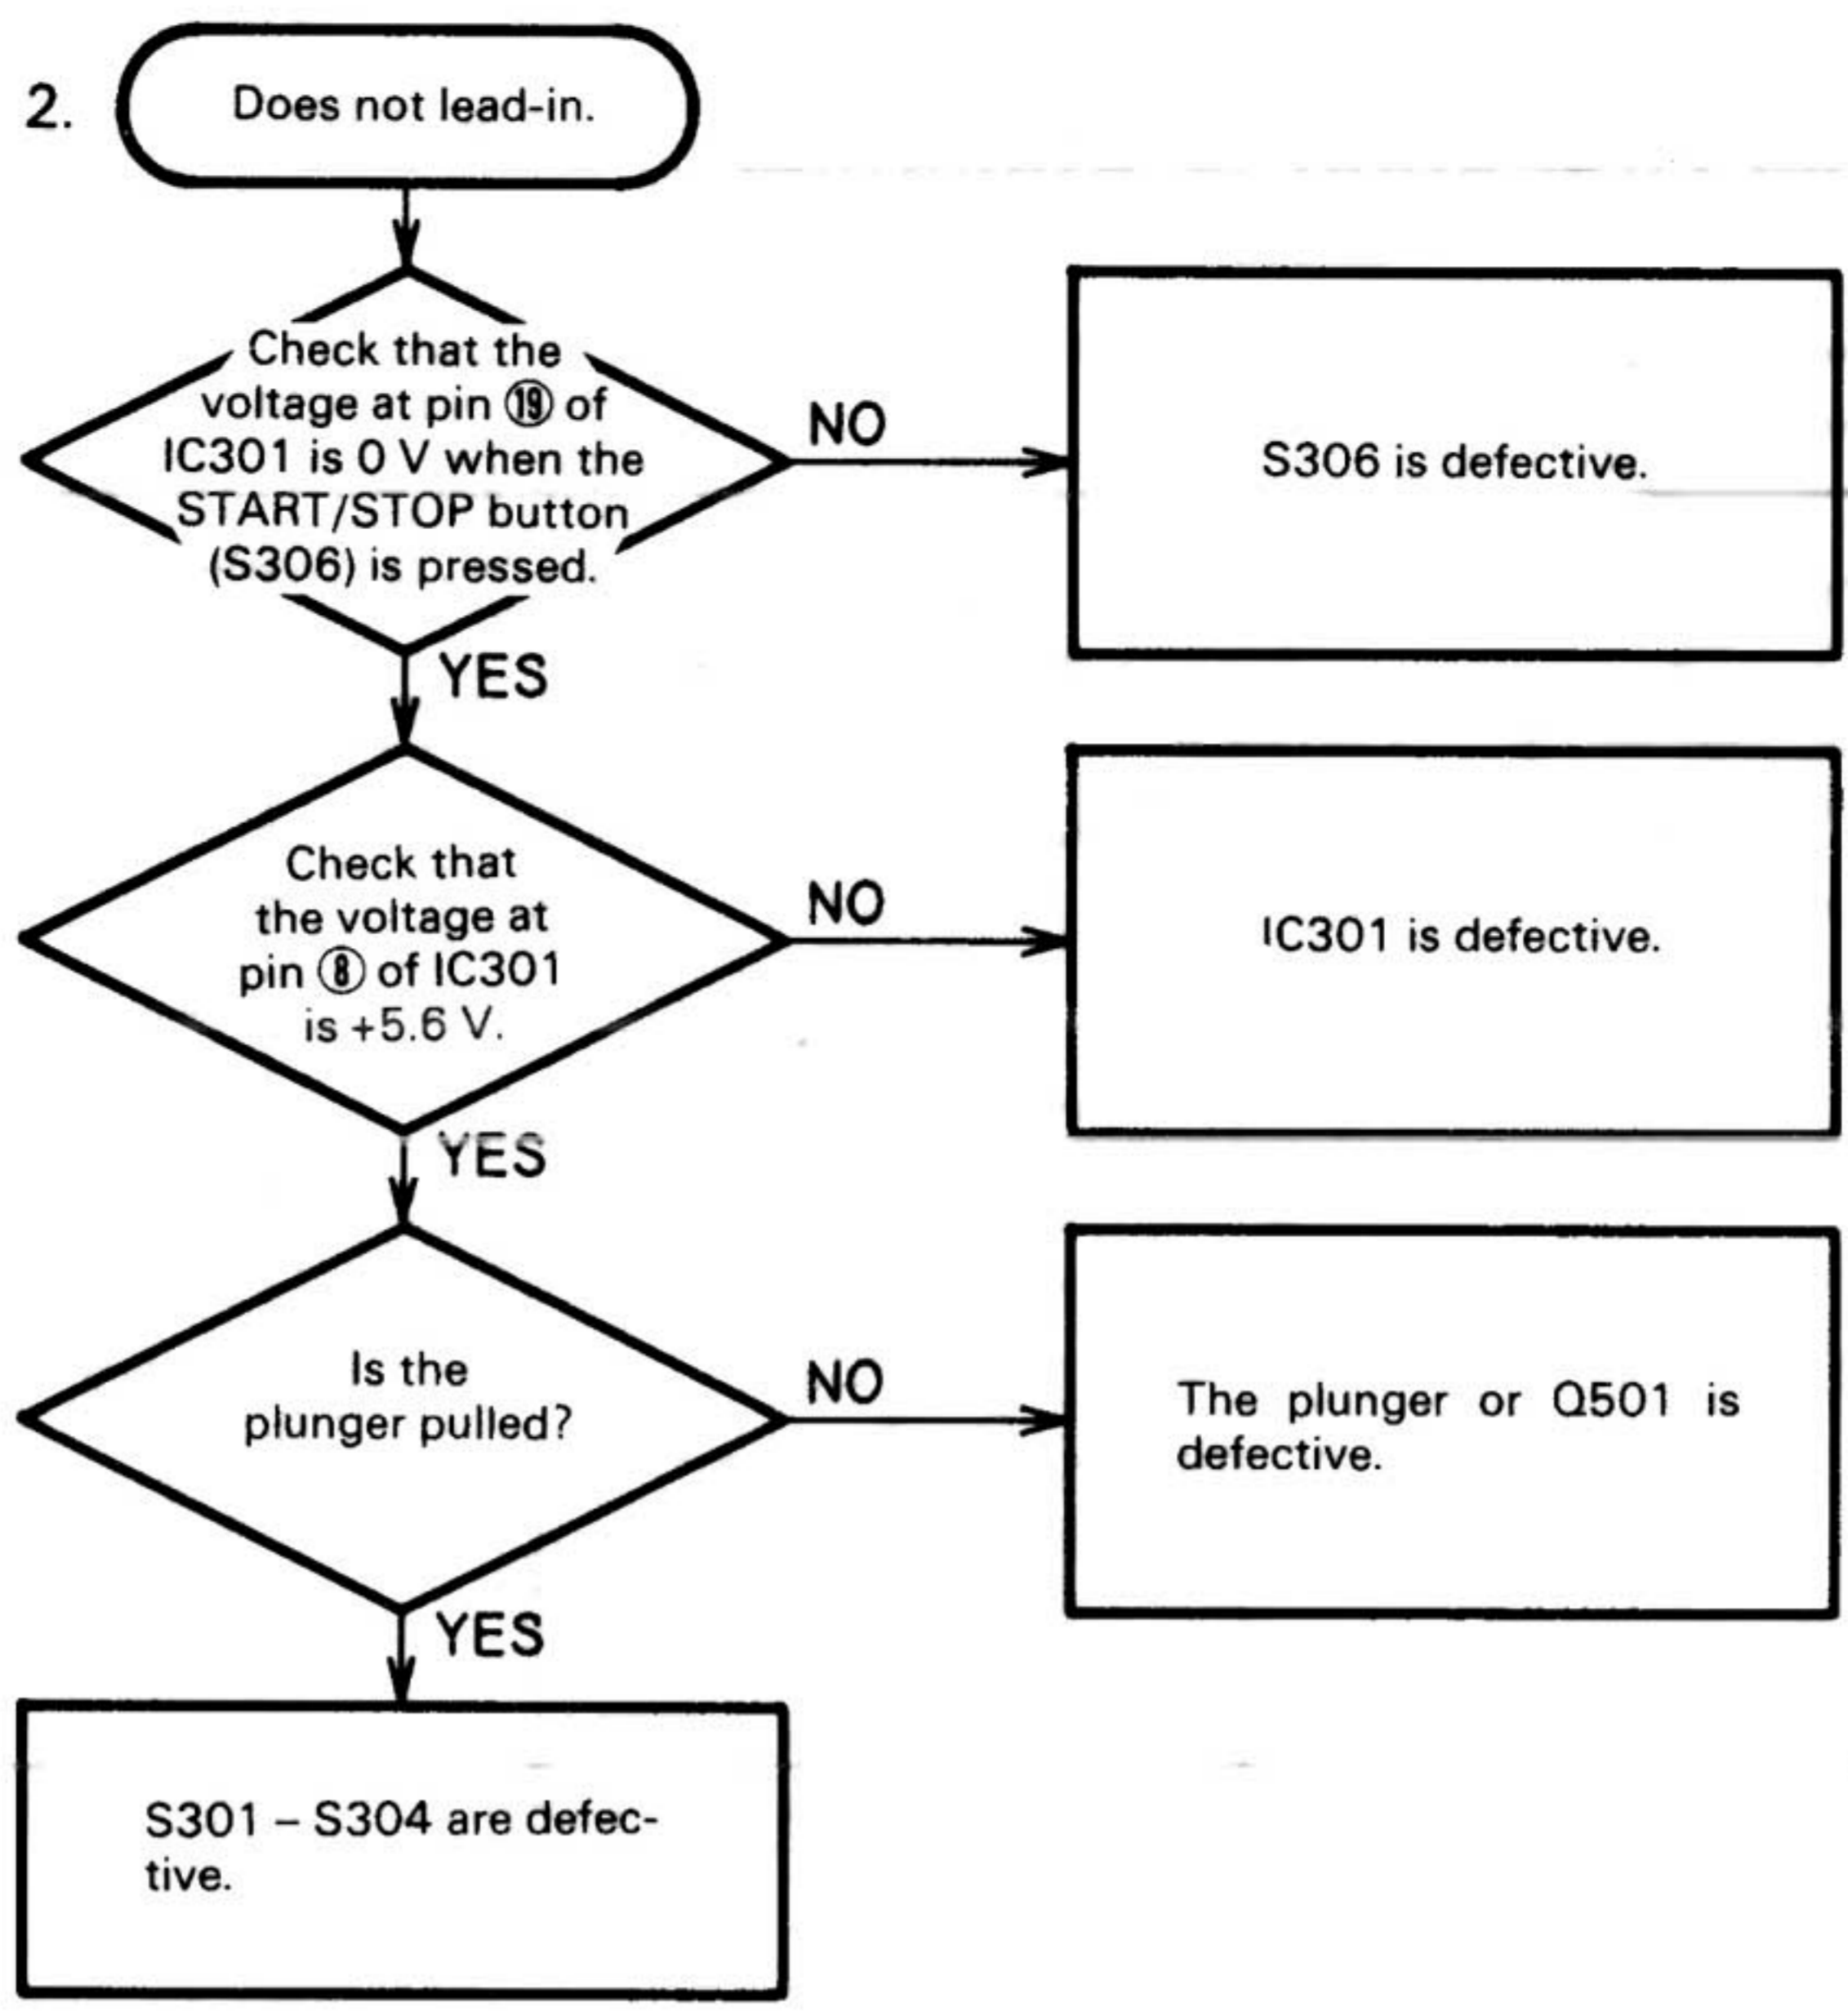 2.
Does not lead-in.
Check that the
voltage at pin ⑲ of
IC301 is 0 V when the
START/STOP button
(S306) is pressed.
NO
S306 is defective.
YES
Check that
the voltage at
pin ⑧ of IC301
is +5.6 V.
NO
IC301 is defective.
YES
Is the
plunger pulled?
NO
The plunger or Q501 is
defective.
YES
S301 – S304 are defec-
tive.